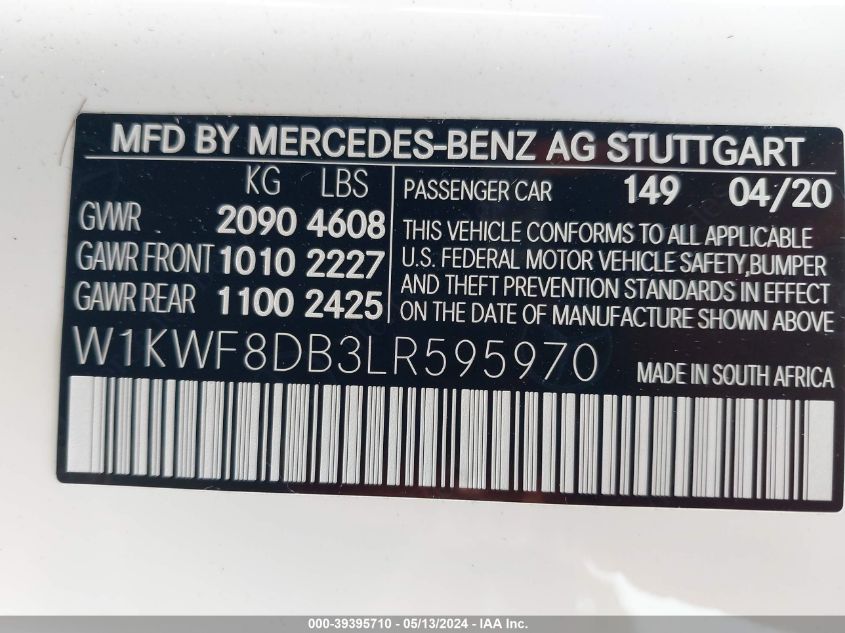 MFD BY MERCEDES-BENZ AG STUTTGART
KG LBS
GVWR 2090 4608
GAWR FRONT 1010 2227
GAWR REAR 1100 2425
PASSENGER CAR 149 04/20
THIS VEHICLE CONFORMS TO ALL APPLICABLE
U.S. FEDERAL MOTOR VEHICLE SAFETY,BUMPER
AND THEFT PREVENTION STANDARDS IN EFFECT
ON THE DATE OF MANUFACTURE SHOWN ABOVE
W1KWF8DB3LR595970
MADE IN SOUTH AFRICA
000-39395710 - 05/13/2024 - IAA Inc.